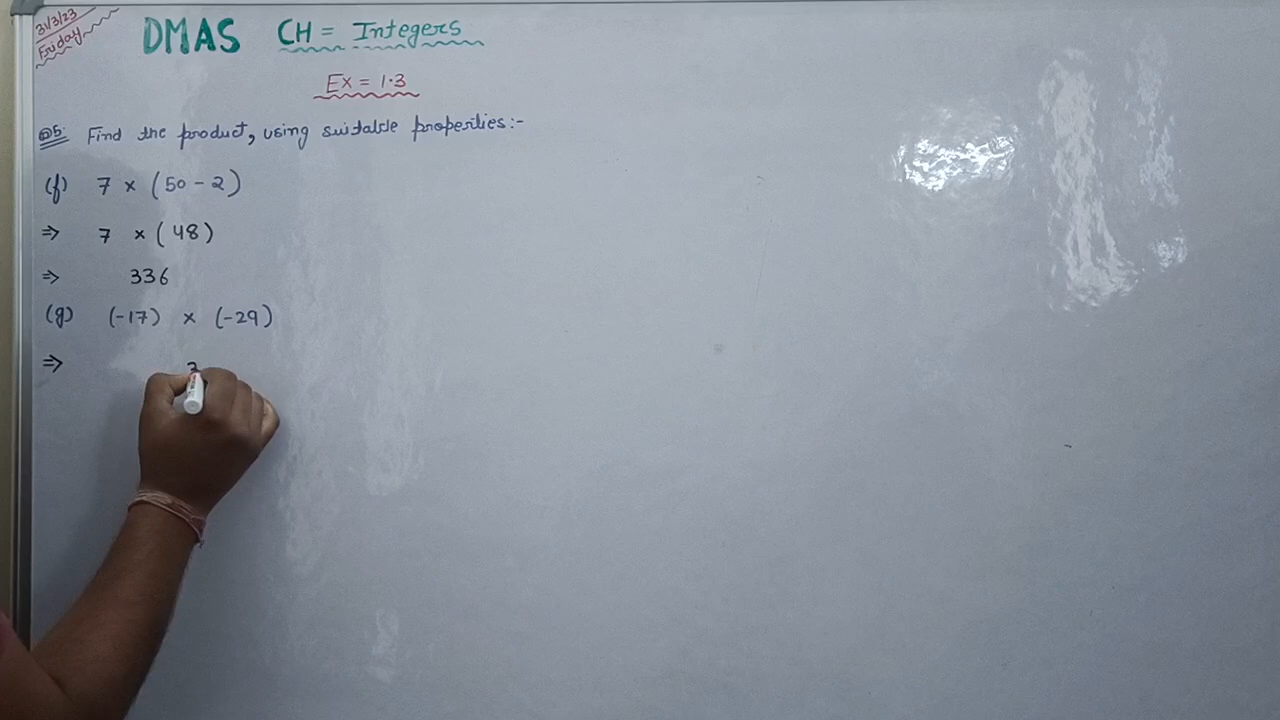 31/3/23
Friday
DMAS CH = Integers
Ex = 1.3
Q5: Find the product, using suitable properties:-
(f) 7 × (50 - 2)
⇒ 7 × (48)
⇒ 336
(g) (-17) × (-29)
⇒